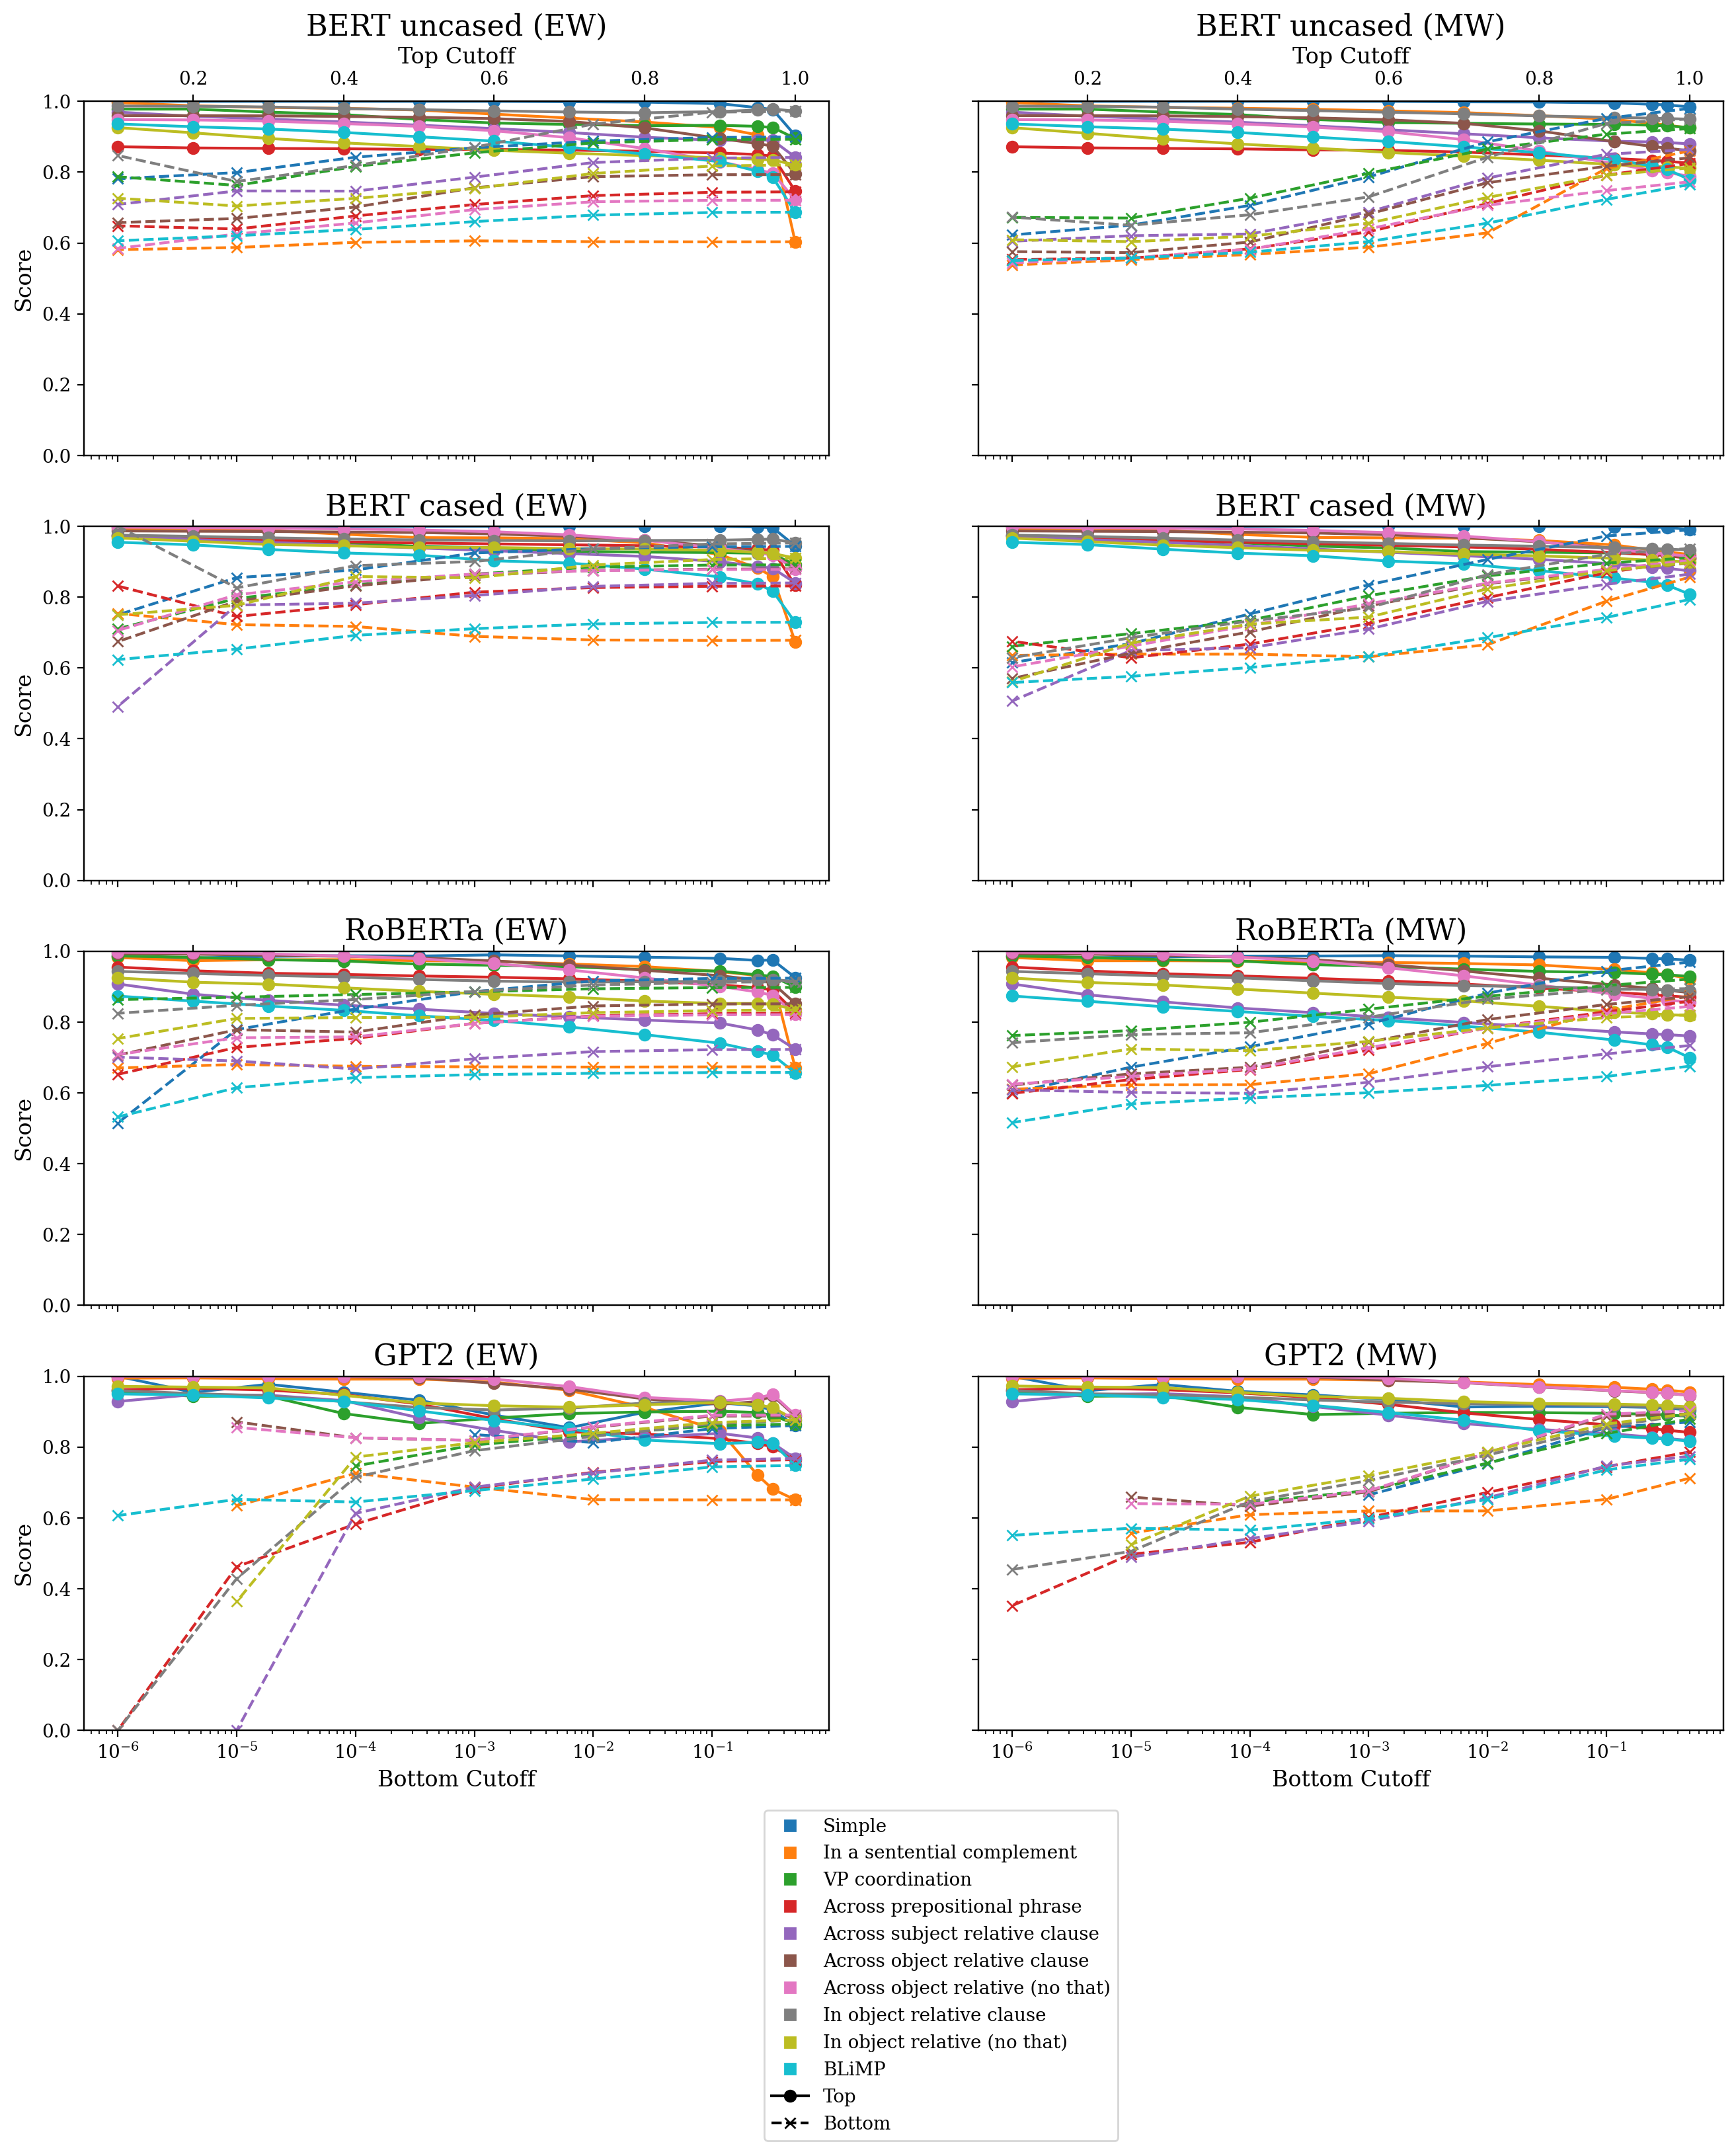 BERT uncased (EW)
Top Cutoff
0.2 0.4 0.6 0.8 1.0
BERT uncased (MW)
Top Cutoff
0.2 0.4 0.6 0.8 1.0
1.0
0.8
0.6
0.4
0.2
0.0
Score
BERT cased (EW)
BERT cased (MW)
1.0
0.8
0.6
0.4
0.2
0.0
Score
RoBERTa (EW)
RoBERTa (MW)
1.0
0.8
0.6
0.4
0.2
0.0
Score
GPT2 (EW)
GPT2 (MW)
1.0
0.8
0.6
0.4
0.2
0.0
Score
10⁻⁶ 10⁻⁵ 10⁻⁴ 10⁻³ 10⁻² 10⁻¹
Bottom Cutoff
10⁻⁶ 10⁻⁵ 10⁻⁴ 10⁻³ 10⁻² 10⁻¹
Bottom Cutoff
Simple
In a sentential complement
VP coordination
Across prepositional phrase
Across subject relative clause
Across object relative clause
Across object relative (no that)
In object relative clause
In object relative (no that)
BLiMP
Top
Bottom